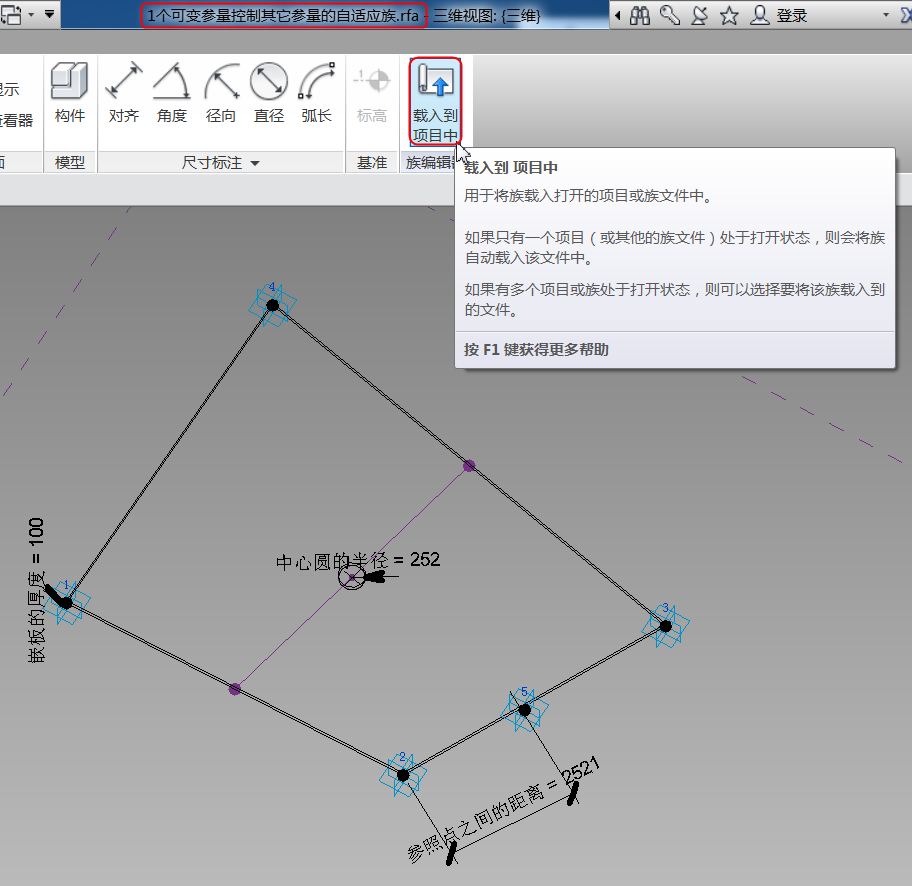 1个可变参量控制其它参量的自适应族.rfa - 三维视图: {三维}
登录
显示
查看器
构件
对齐
角度
径向
直径
弧长
标高
载入到
项目中
面
模型
尺寸标注
基准
族编辑
载入到 项目中
用于将族载入打开的项目或族文件中。
如果只有一个项目（或其他的族文件）处于打开状态，则会将族
自动载入该文件中。
如果有多个项目或族处于打开状态，则可以选择要将该族载入到
的文件。
按 F1 键获得更多帮助
4
中心圆的半径 = 252
嵌板的厚度 = 100
1
3
5
2
参照点之间的距离 = 2521